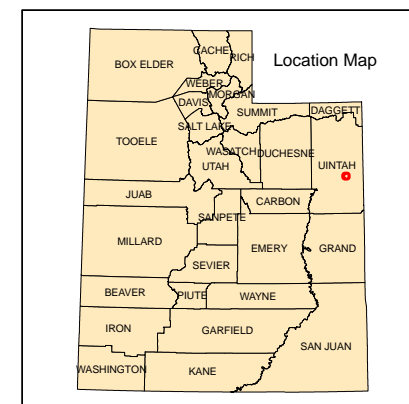 Location Map
CACHE
RICH
BOX ELDER
WEBER
MORGAN
DAVIS
SUMMIT
DAGGETT
SALT LAKE
TOOELE
WASATCH
DUCHESNE
UTAH
UINTAH
JUAB
CARBON
SANPETE
MILLARD
EMERY
GRAND
SEVIER
BEAVER
PIUTE
WAYNE
IRON
GARFIELD
SAN JUAN
WASHINGTON
KANE